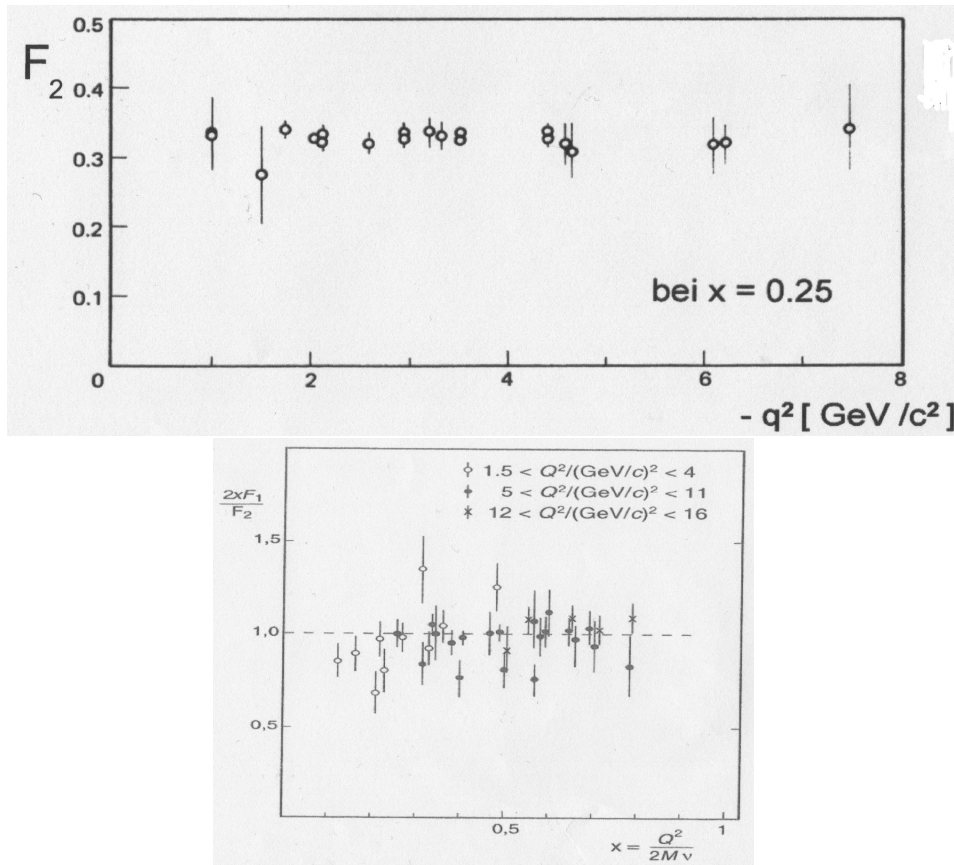 0.5
F₂
0.4
0.3
0.2
0.1
bei x = 0.25
0 2 4 6 8
- q² [ GeV /c² ]
1.5 < Q²/(GeV/c)² < 4
5 < Q²/(GeV/c)² < 11
12 < Q²/(GeV/c)² < 16
2xF₁
F₂
1,5
1,0
0,5
0,5 1
x = Q²
2M ν